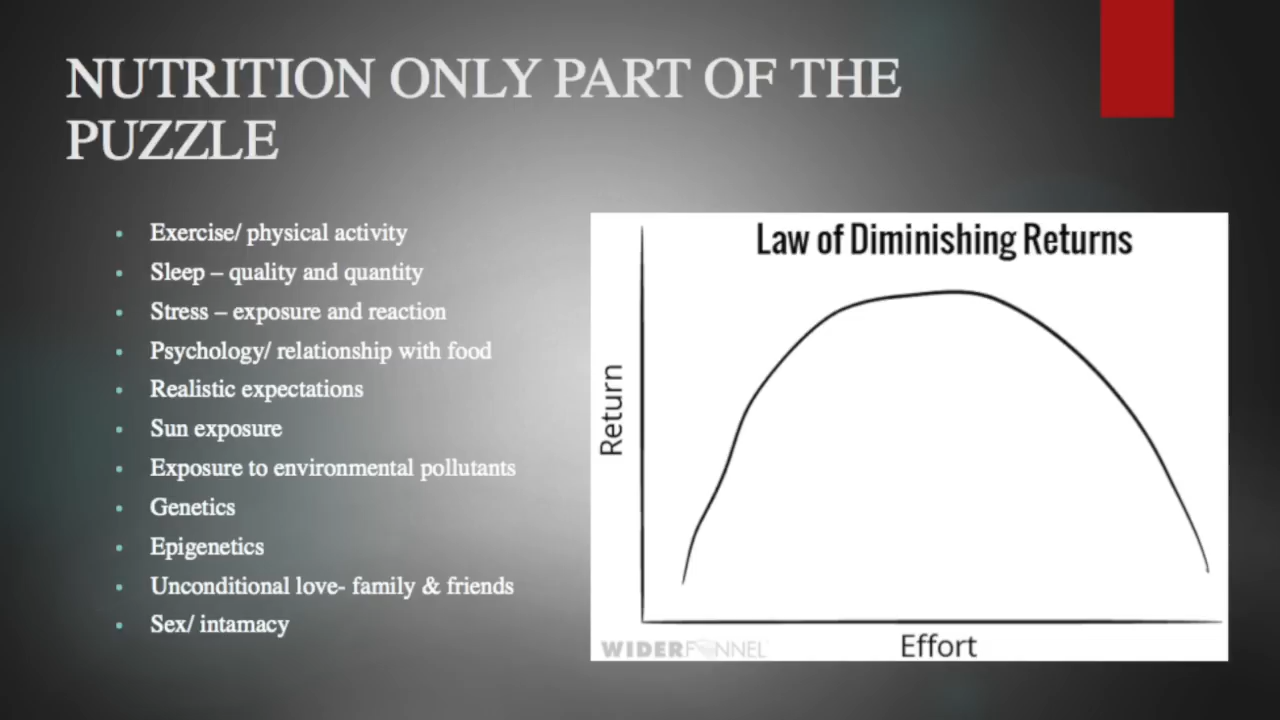 NUTRITION ONLY PART OF THE
PUZZLE
• Exercise/ physical activity
• Sleep – quality and quantity
• Stress – exposure and reaction
• Psychology/ relationship with food
• Realistic expectations
• Sun exposure
• Exposure to environmental pollutants
• Genetics
• Epigenetics
• Unconditional love- family & friends
• Sex/ intamacy
Law of Diminishing Returns
Return
Effort
WIDERFUNNEL